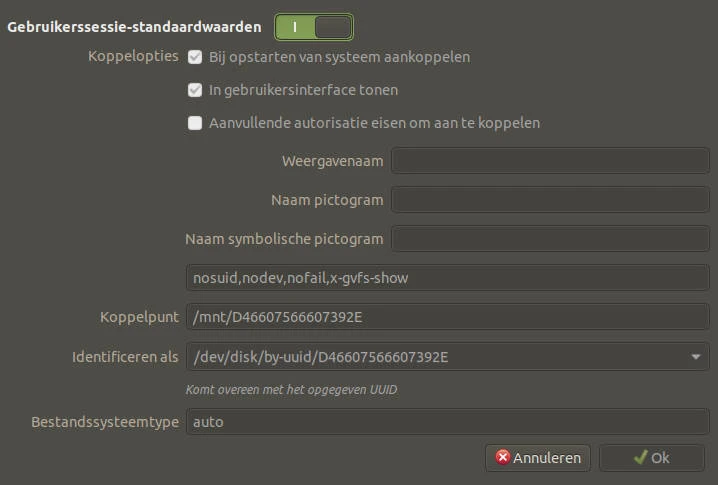 Gebruikerssessie-standaardwaarden
Koppelopties Bij opstarten van systeem aankoppelen
In gebruikersinterface tonen
Aanvullende autorisatie eisen om aan te koppelen
Weergavenaam
Naam pictogram
Naam symbolische pictogram
nosuid,nodev,nofail,x-gvfs-show
Koppelpunt /mnt/D46607566607392E
Identificeren als /dev/disk/by-uuid/D46607566607392E
Komt overeen met het opgegeven UUID
Bestandssysteemtype auto
Annuleren Ok